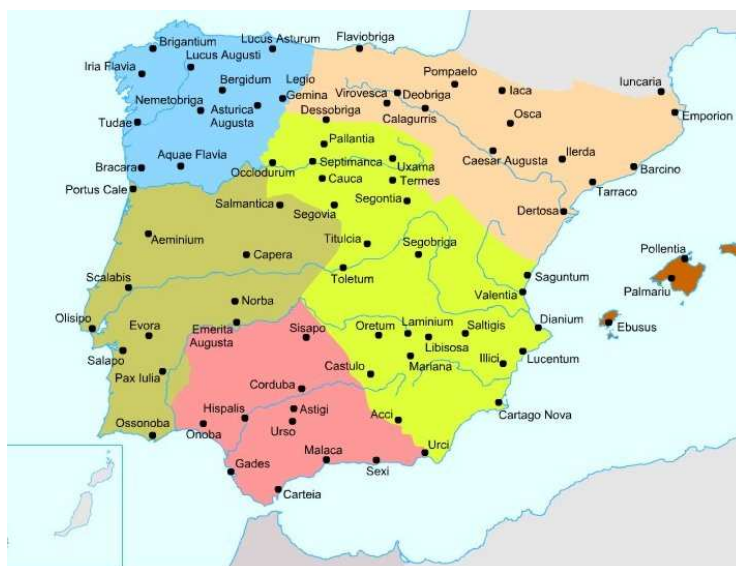 Brigantium
Lucus Asturum
Flaviobriga
Lucus Augusti
Iria Flavia
Bergidum
Legio
Gemina
Nemetobriga
Asturica
Augusta
Tudae
Bracara
Aquae Flavia
Portus Cale
Pompaelo
Virovesca
Deobriga
Iaca
Iuncaria
Calagurris
Dessobriga
Osca
Emporion
Pallantia
Caesar Augusta
Ilerda
Barcino
Tarraco
Dertosa
Septimanca
Uxama
Occlodurum
Cauca
Termes
Salmantica
Segovia
Segontia
Aeminium
Titulcia
Capera
Segobriga
Toletum
Scalabis
Saguntum
Valentia
Pollentia
Palmariu
Ebusus
Norba
Olisipo
Evora
Emerita
Augusta
Salapo
Pax Iulia
Ossonoba
Sisapo
Oretum
Laminium
Saltigis
Dianium
Libisosa
Mariana
Illici
Lucentum
Castulo
Corduba
Cartago Nova
Hispalis
Astigi
Acci
Onoba
Urso
Urci
Malaca
Sexi
Gades
Carteia